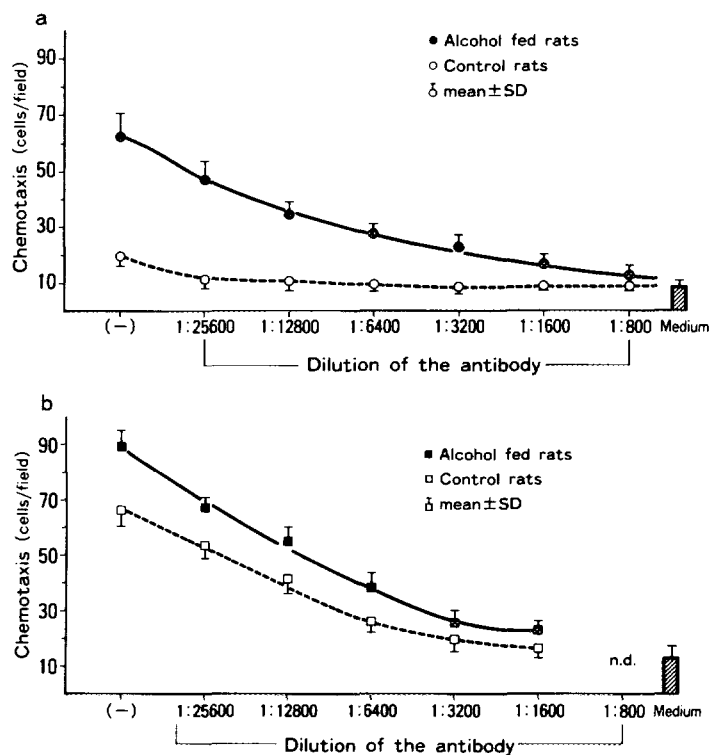 a
● Alcohol fed rats
○ Control rats
mean±SD
Chemotaxis (cells/field)
90
70
50
30
10
(−) 1:25600 1:12800 1:6400 1:3200 1:1600 1:800 Medium
Dilution of the antibody
b
■ Alcohol fed rats
□ Control rats
mean±SD
Chemotaxis (cells/field)
90
70
50
30
10
n.d.
(−) 1:25600 1:12800 1:6400 1:3200 1:1600 1:800 Medium
Dilution of the antibody